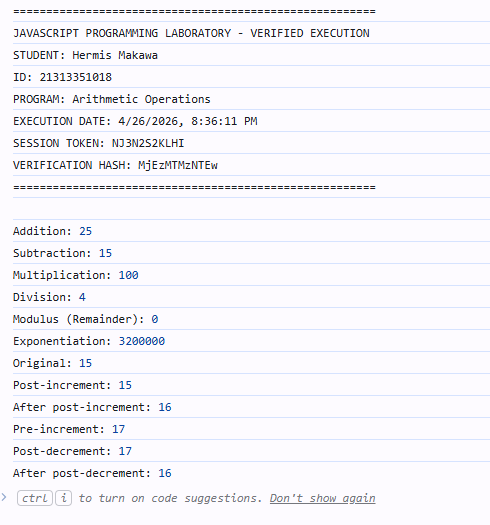 =======================================================
JAVASCRIPT PROGRAMMING LABORATORY - VERIFIED EXECUTION
STUDENT: Hermis Makawa
ID: 21313351018
PROGRAM: Arithmetic Operations
EXECUTION DATE: 4/26/2026, 8:36:11 PM
SESSION TOKEN: NJ3N2S2KLHI
VERIFICATION HASH: MjEzMTMzNTEw
=======================================================
Addition: 25
Subtraction: 15
Multiplication: 100
Division: 4
Modulus (Remainder): 0
Exponentiation: 3200000
Original: 15
Post-increment: 15
After post-increment: 16
Pre-increment: 17
Post-decrement: 17
After post-decrement: 16
> ctrl i to turn on code suggestions. Don't show again